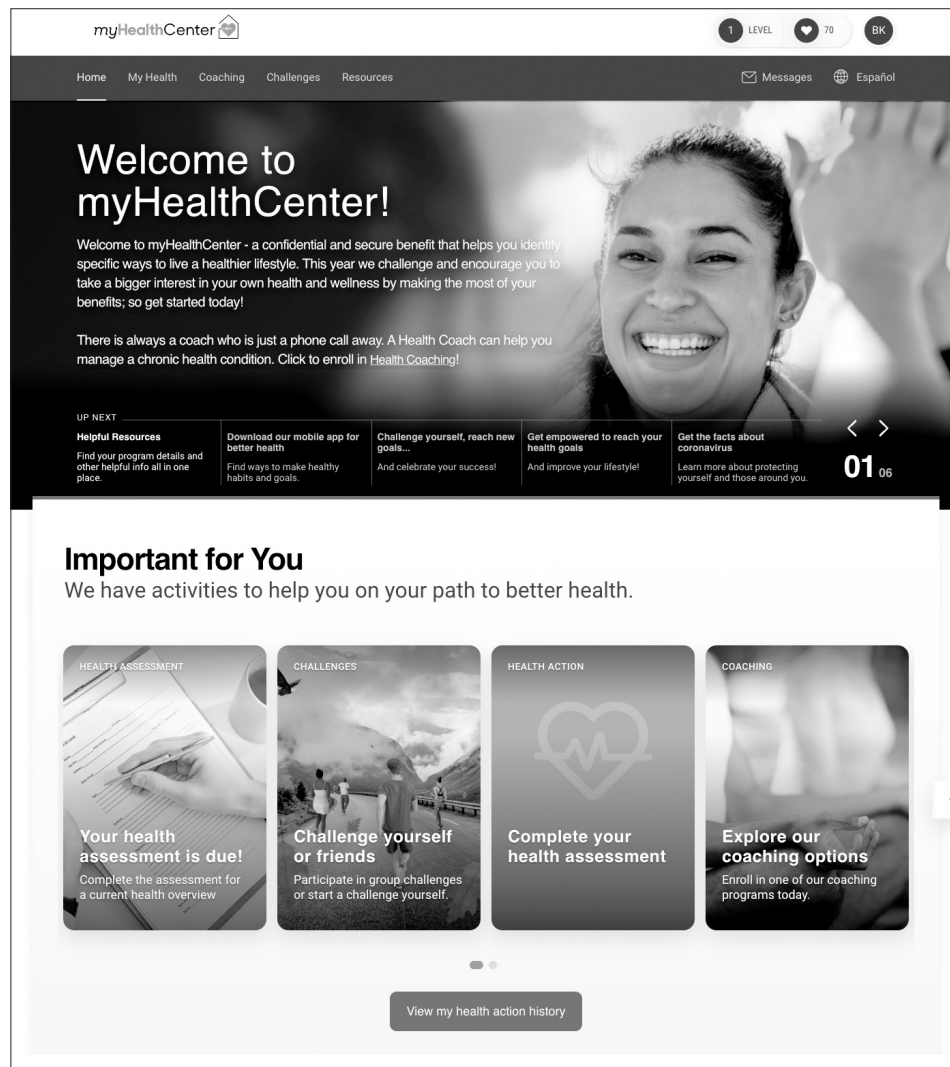 myHealthCenter
1 LEVEL 70 BK
Home My Health Coaching Challenges Resources Messages Español
Welcome to
myHealthCenter!
Welcome to myHealthCenter - a confidential and secure benefit that helps you identify
specific ways to live a healthier lifestyle. This year we challenge and encourage you to
take a bigger interest in your own health and wellness by making the most of your
benefits; so get started today!
There is always a coach who is just a phone call away. A Health Coach can help you
manage a chronic health condition. Click to enroll in Health Coaching!
UP NEXT
Helpful Resources
Find your program details and
other helpful info all in one
place.
Download our mobile app for
better health
Find ways to make healthy
habits and goals.
Challenge yourself, reach new
goals...
And celebrate your success!
Get empowered to reach your
health goals
And improve your lifestyle!
Get the facts about
coronavirus
Learn more about protecting
yourself and those around you.
01 06
Important for You
We have activities to help you on your path to better health.
HEALTH ASSESSMENT
Your health
assessment is due!
Complete the assessment for
a current health overview
CHALLENGES
Challenge yourself
or friends
Participate in group challenges
or start a challenge yourself.
HEALTH ACTION
Complete your
health assessment
COACHING
Explore our
coaching options
Enroll in one of our coaching
programs today.
View my health action history